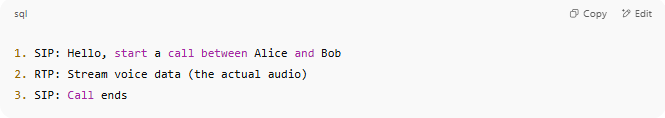 sql
Copy
Edit
1. SIP: Hello, start a call between Alice and Bob
2. RTP: Stream voice data (the actual audio)
3. SIP: Call ends